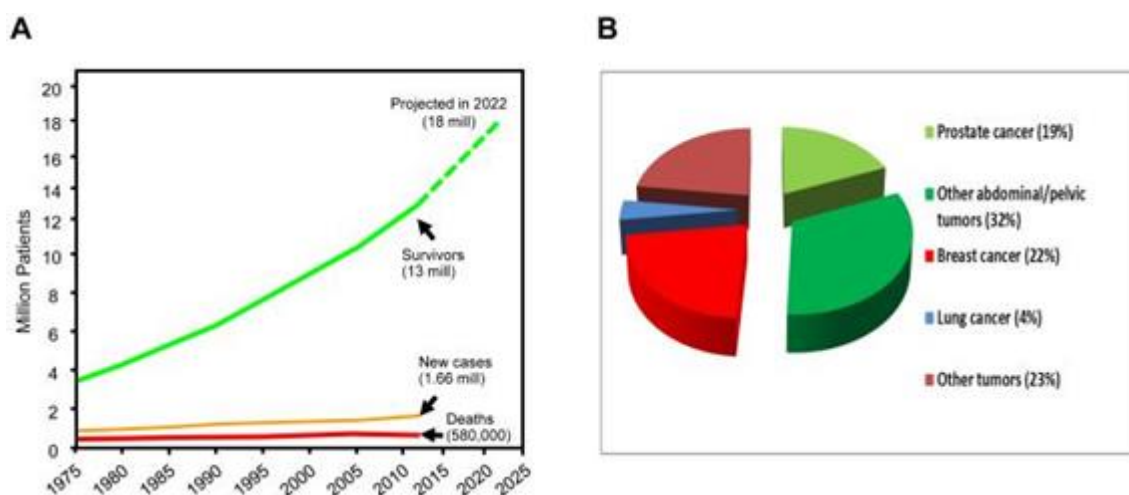 A
Million Patients
20
18
16
14
12
10
8
6
4
2
0
1975
1980
1985
1990
1995
2000
2005
2010
2015
2020
2025
Projected in 2022
(18 mill)
Survivors
(13 mill)
New cases
(1.66 mill)
Deaths
(580,000)
B
Prostate cancer (19%)
Other abdominal/pelvic
tumors (32%)
Breast cancer (22%)
Lung cancer (4%)
Other tumors (23%)